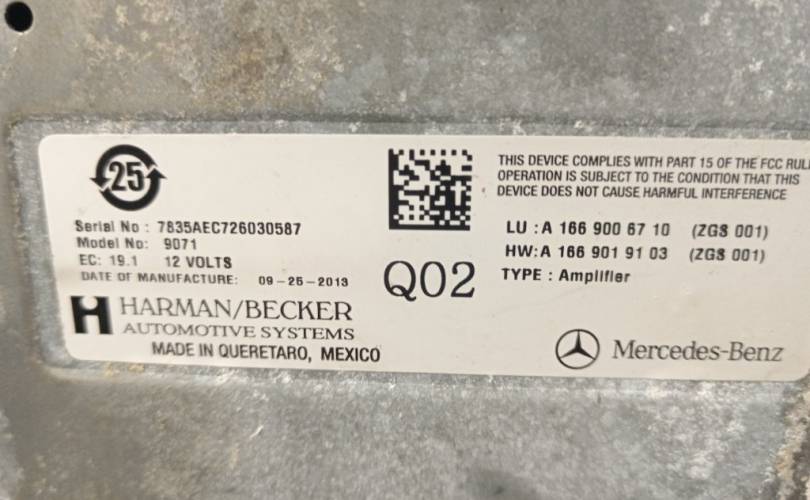 25
Serial No : 7835AEC726030587
Model No: 9071
EC: 19.1 12 VOLTS
DATE OF MANUFACTURE: 09-25-2013
HARMAN/BECKER
AUTOMOTIVE SYSTEMS
MADE IN QUERETARO, MEXICO
Q02
THIS DEVICE COMPLIES WITH PART 15 OF THE FCC RUL
OPERATION IS SUBJECT TO THE CONDITION THAT THIS
DEVICE DOES NOT CAUSE HARMFUL INTERFERENCE
LU : A 166 900 67 10 (ZGS 001)
HW: A 166 901 91 03 (ZGS 001)
TYPE : Amplifier
Mercedes-Benz